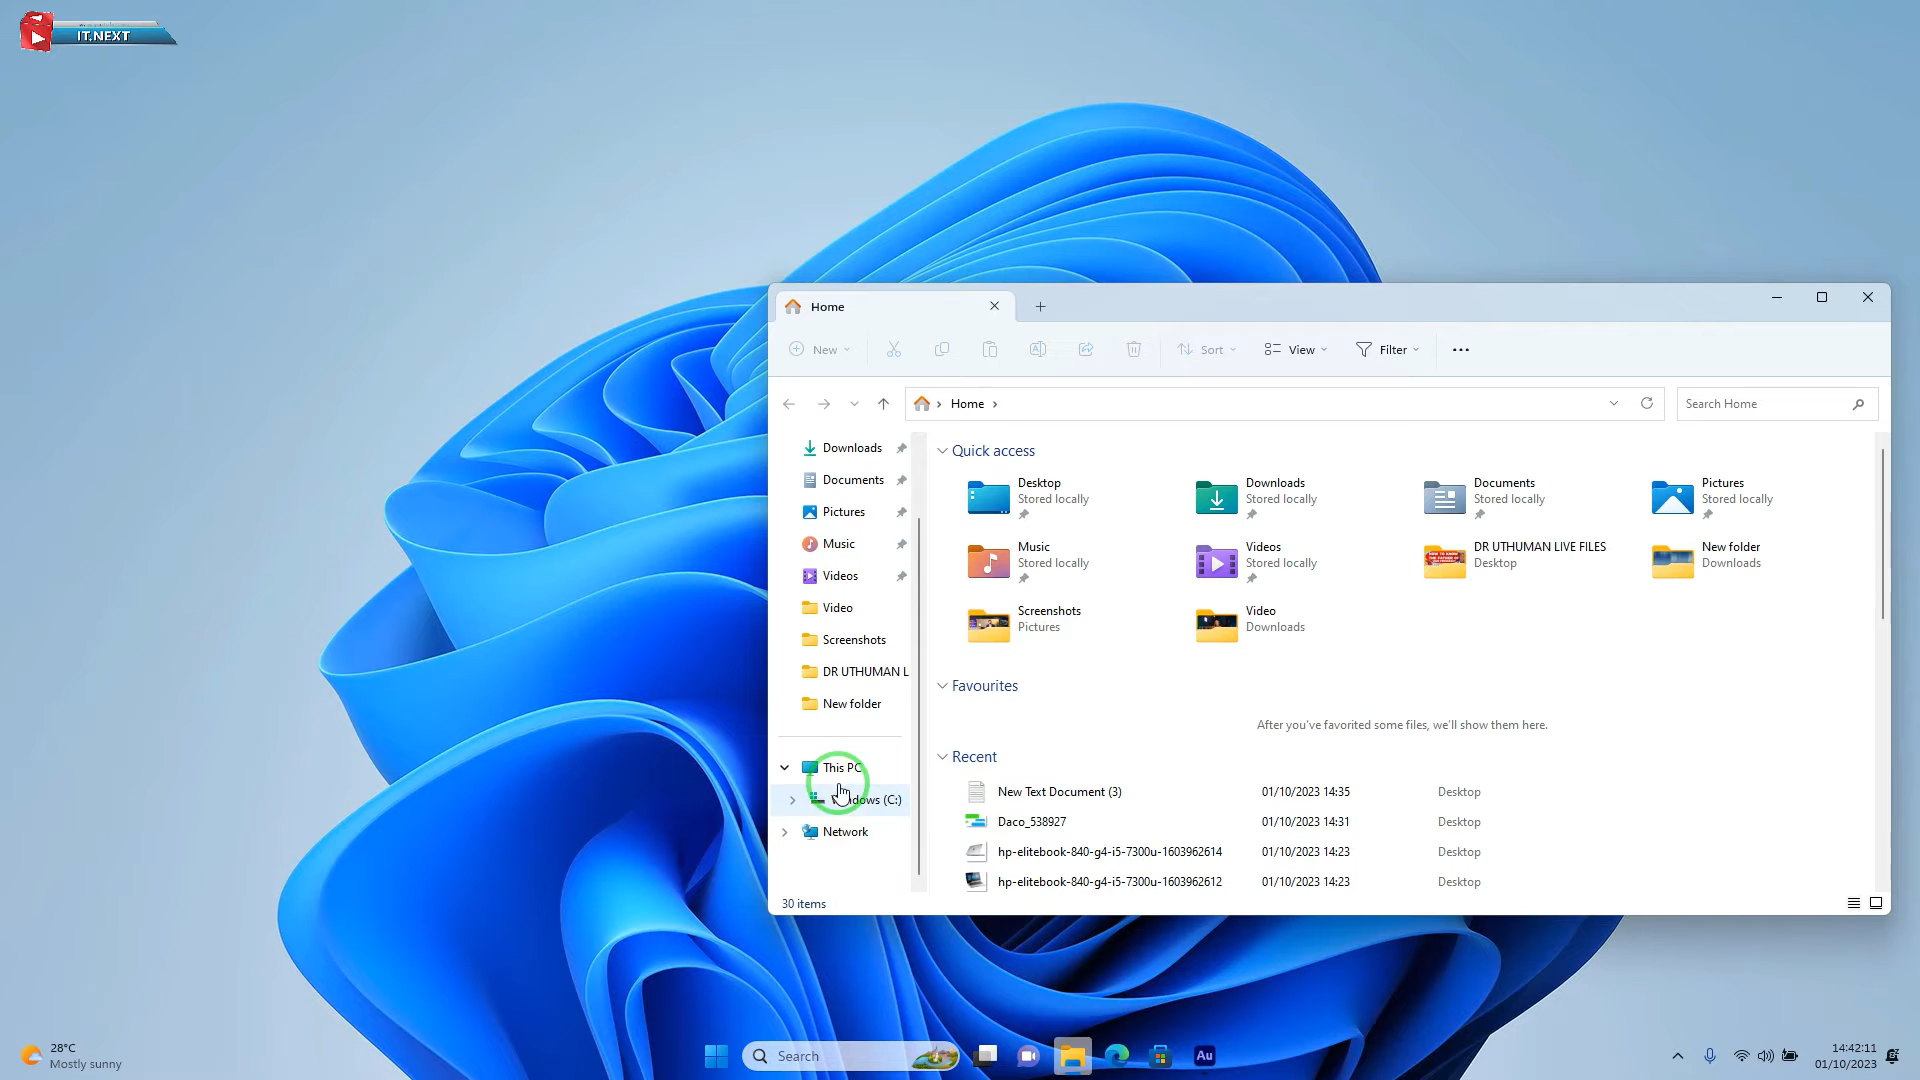 IT.NEXT
Home
New
Sort
View
Filter
Home
Search Home
Downloads
Documents
Pictures
Music
Videos
Video
Screenshots
DR UTHUMAN L
New folder
This PC
Windows (C:)
Network
Quick access
Desktop
Stored locally
Downloads
Stored locally
Documents
Stored locally
Pictures
Stored locally
Music
Stored locally
Videos
Stored locally
DR UTHUMAN LIVE FILES
Desktop
New folder
Downloads
Screenshots
Pictures
Video
Downloads
Favourites
After you've favorited some files, we'll show them here.
Recent
New Text Document (3) 01/10/2023 14:35 Desktop
Daco_538927 01/10/2023 14:31 Desktop
hp-elitebook-840-g4-i5-7300u-1603962614 01/10/2023 14:23 Desktop
hp-elitebook-840-g4-i5-7300u-1603962612 01/10/2023 14:23 Desktop
30 items
28°C
Mostly sunny
Search
Au
14:42:11
01/10/2023